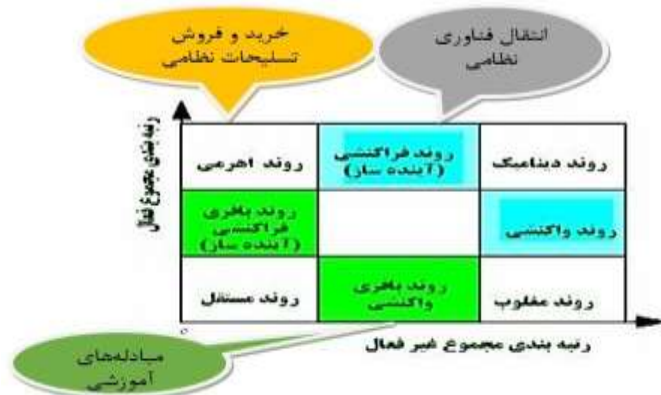 خرید و فروش
تسلیحات نظامی
انتقال فناوری
نظامی
رتبه بندی مجموع فعال
روند اهرمی
روند فراکنشی
(آینده ساز)
روند دینامیک
روند بافری
فراکنشی
(آینده ساز)
روند واکنشی
روند مستقل
روند بافری
واکنشی
روند مغلوب
o
رتبه بندی مجموع غیر فعال
مبادله‌های
آموزشی